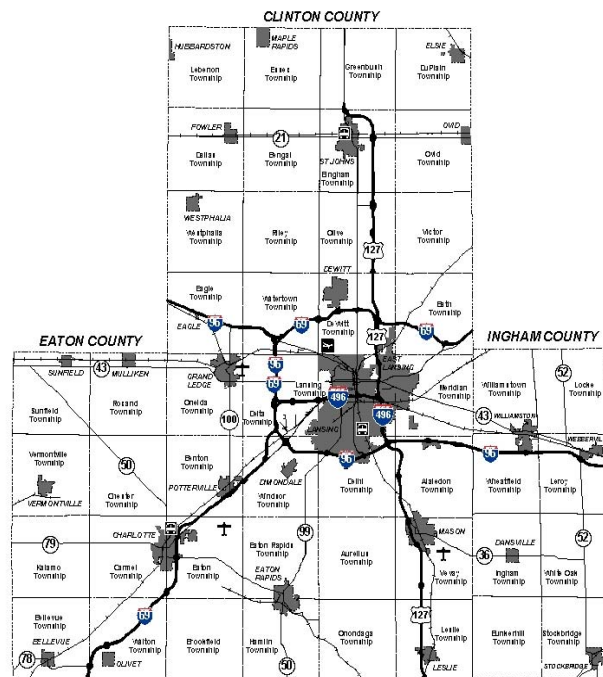 CLINTON COUNTY
HUBBARDSTON
MAPLE
RAPIDS
ELSIE
Lebanon
Township
Essex
Township
Greenbush
Township
DuPlain
Township
FOWLER
21
OVID
Dallas
Township
Bengal
Township
ST JOHNS
Bingham
Township
Ovid
Township
WESTPHALIA
Westphalia
Township
Riley
Township
Olive
Township
Victor
Township
127
DEWITT
Eagle
Township
Watertown
Township
DeWitt
Township
Bath
Township
96
69
127
69
EAGLE
EATON COUNTY
INGHAM COUNTY
96
EAST
LANSING
43
SUNFIELD
MULLIKEN
GRAND
LEDGE
69
Lansing
Township
Meridian
Township
Williamstown
Township
52
Locke
Township
Sunfield
Township
Roxand
Township
Oneida
Township
100
Delta
Township
496
496
43
WILLIAMSTON
LANSING
Vermontville
Township
50
Benton
Township
96
96
WEBBERVILLE
VERMONTVILLE
Chester
Township
POTTERVILLE
DIMONDALE
Windsor
Township
Delhi
Township
Alaiedon
Township
Wheatfield
Township
Leroy
Township
79
CHARLOTTE
99
MASON
DANSVILLE
52
36
Kalamo
Township
Carmel
Township
Eaton
Township
Eaton Rapids
Township
EATON
RAPIDS
Aurelius
Township
Vevay
Township
Ingham
Township
White Oak
Township
69
127
Bellevue
Township
BELLEVUE
78
Walton
Township
OLIVET
Brookfield
Township
Hamlin
Township
50
Onondaga
Township
Leslie
Township
LESLIE
Bunkerhill
Township
Stockbridge
Township
STOCKBRIDGE